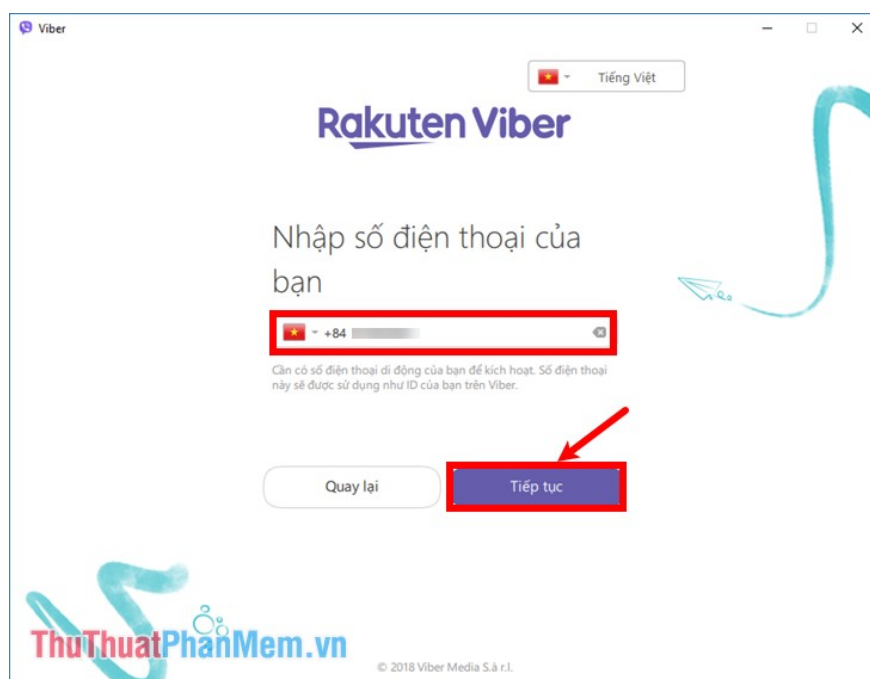 Viber
Tiếng Việt
Rakuten Viber
Nhập số điện thoại của
bạn
+84
Cần có số điện thoại di động của bạn để kích hoạt. Số điện thoại
này sẽ được sử dụng như ID của bạn trên Viber.
Quay lại
Tiếp tục
ThuThuatPhanMem.vn
© 2018 Viber Media S.à r.l.